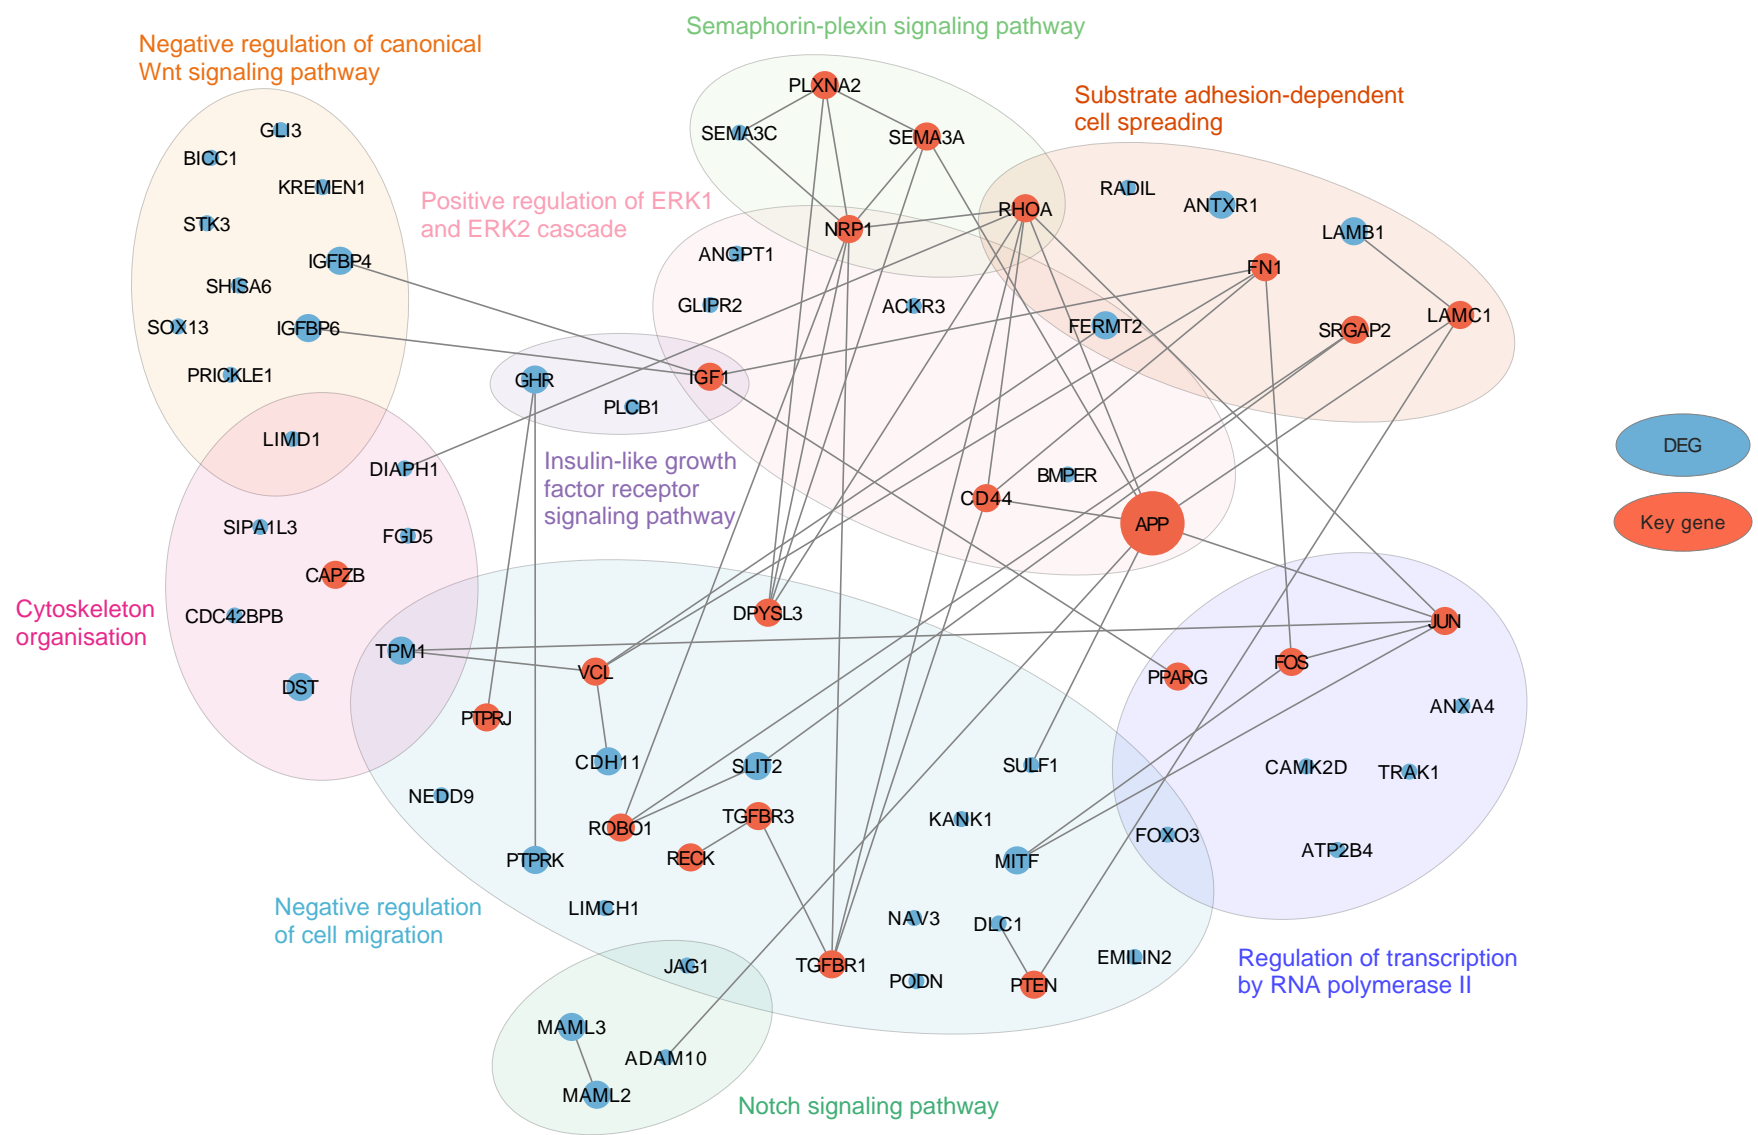 Semaphorin-plexin signaling pathway
Negative regulation of canonical
Wnt signaling pathway
Substrate adhesion-dependent
cell spreading
Positive regulation of ERK1
and ERK2 cascade
PLXNA2
SEMA3C
SEMA3A
GLI3
BICC1
KREMEN1
STK3
IGFBP4
SHISA6
SOX13
IGFBP6
PRICKLE1
RHOA
NRP1
RADIL
ANTXR1
LAMB1
FN1
LAMC1
SRGAP2
FERMT2
ANGPT1
GLIPR2
ACKR3
GHR
IGF1
PLCB1
LIMD1
DIAPH1
Insulin-like growth
factor receptor
signaling pathway
BMPER
CD44
APP
DEG
Key gene
SIPA1L3
FGD5
CAPZB
CDC42BPB
Cytoskeleton
organisation
TPM1
DST
DPYSL3
VCL
PTPRJ
CDH11
SLIT2
SULF1
NEDD9
TGFBR3
ROBO1
RECK
PTPRK
KANK1
MITF
FOXO3
LIMCH1
NAV3
DLC1
EMILIN2
TGFBR1
PODN
PTEN
JUN
FOS
PPARG
ANXA4
CAMK2D
TRAK1
ATP2B4
Negative regulation
of cell migration
Regulation of transcription
by RNA polymerase II
JAG1
MAML3
ADAM10
MAML2
Notch signaling pathway